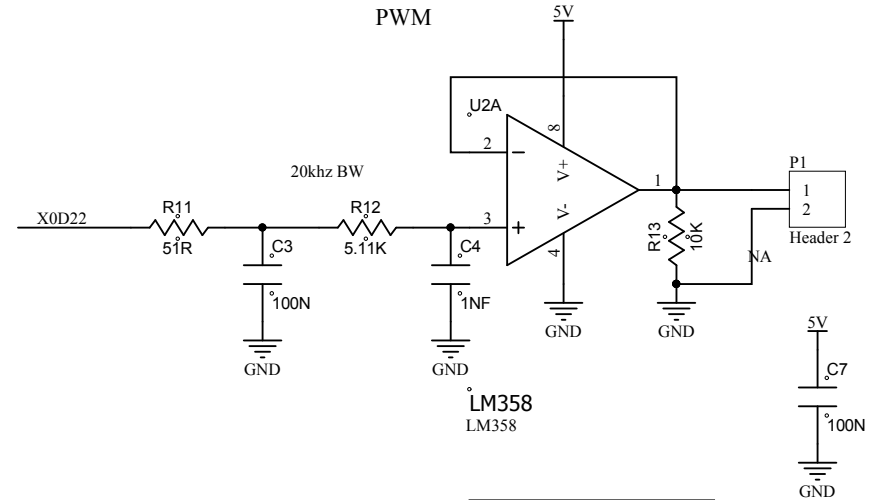 PWM
5V
U2A
8
2
V+
20khz BW
P1
1
1
R11
R12
2
X0D22
3
V-
R13
10K
51R
C3
5.11K
C4
4
Header 2
NA
100N
1NF
GND
GND
5V
GND
GND
C7
LM358
LM358
100N
GND